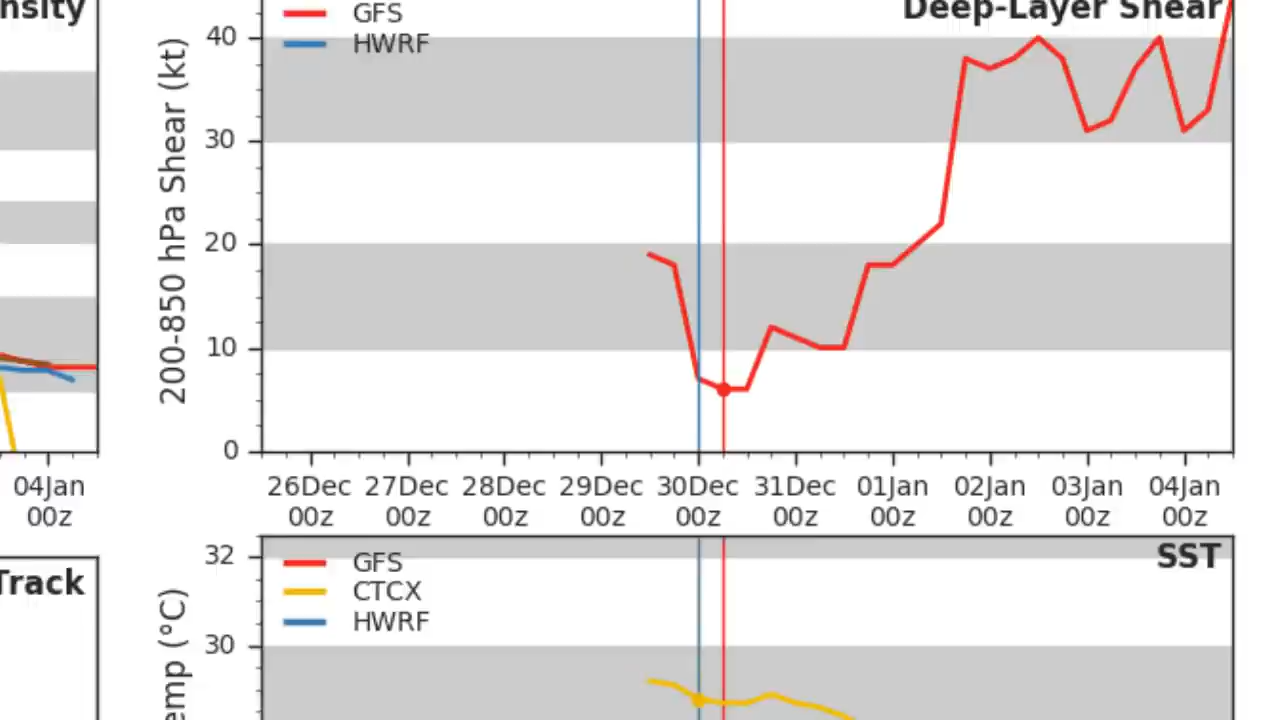 nsity
04Jan
00z
Track
Deep-Layer Shear
GFS
HWRF
200-850 hPa Shear (kt)
40
30
20
10
0
26Dec 27Dec 28Dec 29Dec 30Dec 31Dec 01Jan 02Jan 03Jan 04Jan
00z 00z 00z 00z 00z 00z 00z 00z 00z 00z
SST
GFS
CTCX
HWRF
emp (°C)
32
30